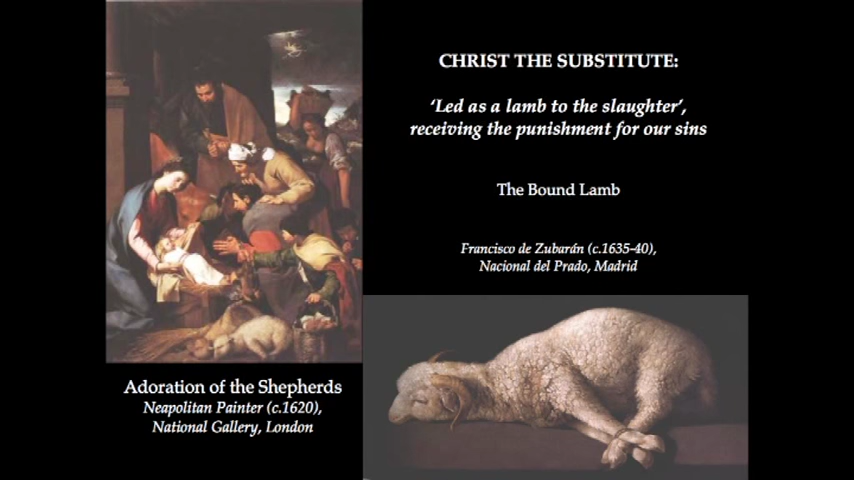 CHRIST THE SUBSTITUTE:
‘Led as a lamb to the slaughter’,
receiving the punishment for our sins
The Bound Lamb
Francisco de Zubarán (c.1635-40),
Nacional del Prado, Madrid
Adoration of the Shepherds
Neapolitan Painter (c.1620),
National Gallery, London